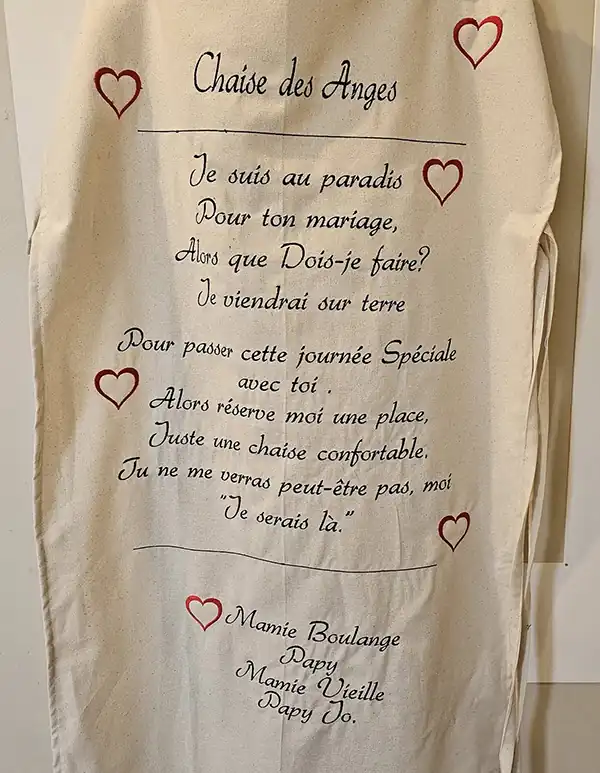 Chaise des Anges
Je suis au paradis
Pour ton mariage,
Alors que Dois-je faire?
Je viendrai sur terre
Pour passer cette journée Spéciale
avec toi .
Alors réserve moi une place,
Juste une chaise confortable.
Tu ne me verras peut-être pas, moi
"Je serais là."
Mamie Boulange
Papy
Mamie Vieille
Papy Jo.